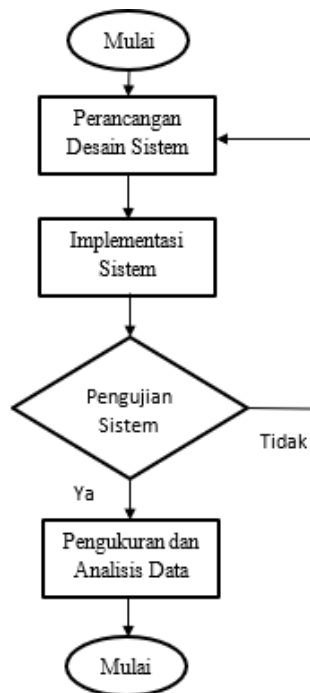 Mulai
Perancangan
Desain Sistem
Implementasi
Sistem
Pengujian
Sistem
Tidak
Ya
Pengukuran dan
Analisis Data
Mulai